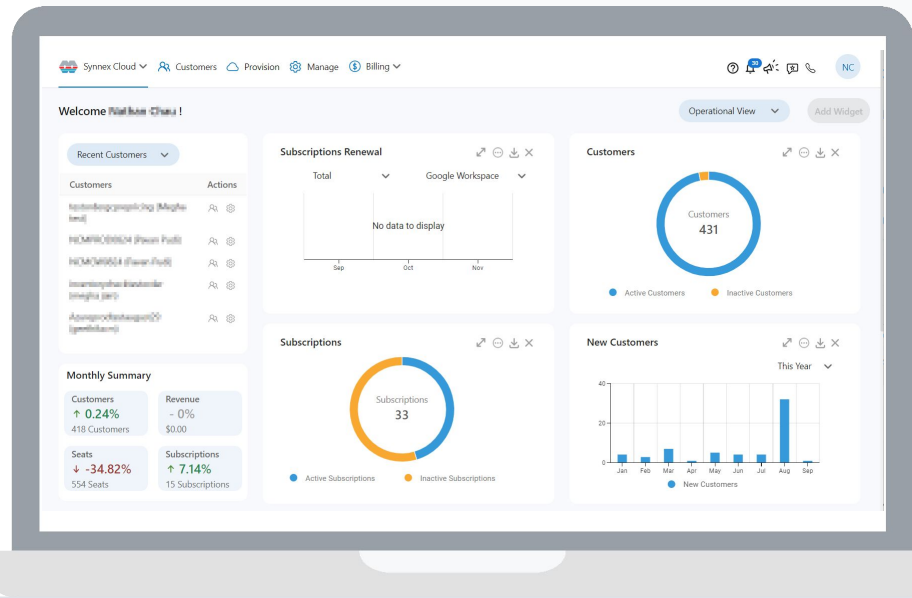 Synnex Cloud
Customers
Provision
Manage
Billing
30
NC
Welcome !
Operational View
Add Widget
Recent Customers
Customers Actions
Subscriptions Renewal
Total
Google Workspace
No data to display
Sep Oct Nov
Customers
Customers
431
Active Customers
Inactive Customers
Monthly Summary
Customers
↑ 0.24%
418 Customers
Revenue
- 0%
$0.00
Seats
↓ -34.82%
554 Seats
Subscriptions
↑ 7.14%
15 Subscriptions
Subscriptions
Subscriptions
33
Active Subscriptions
Inactive Subscriptions
New Customers
This Year
40
20
0
Jan Feb Mar Apr May Jun Jul Aug Sep
New Customers